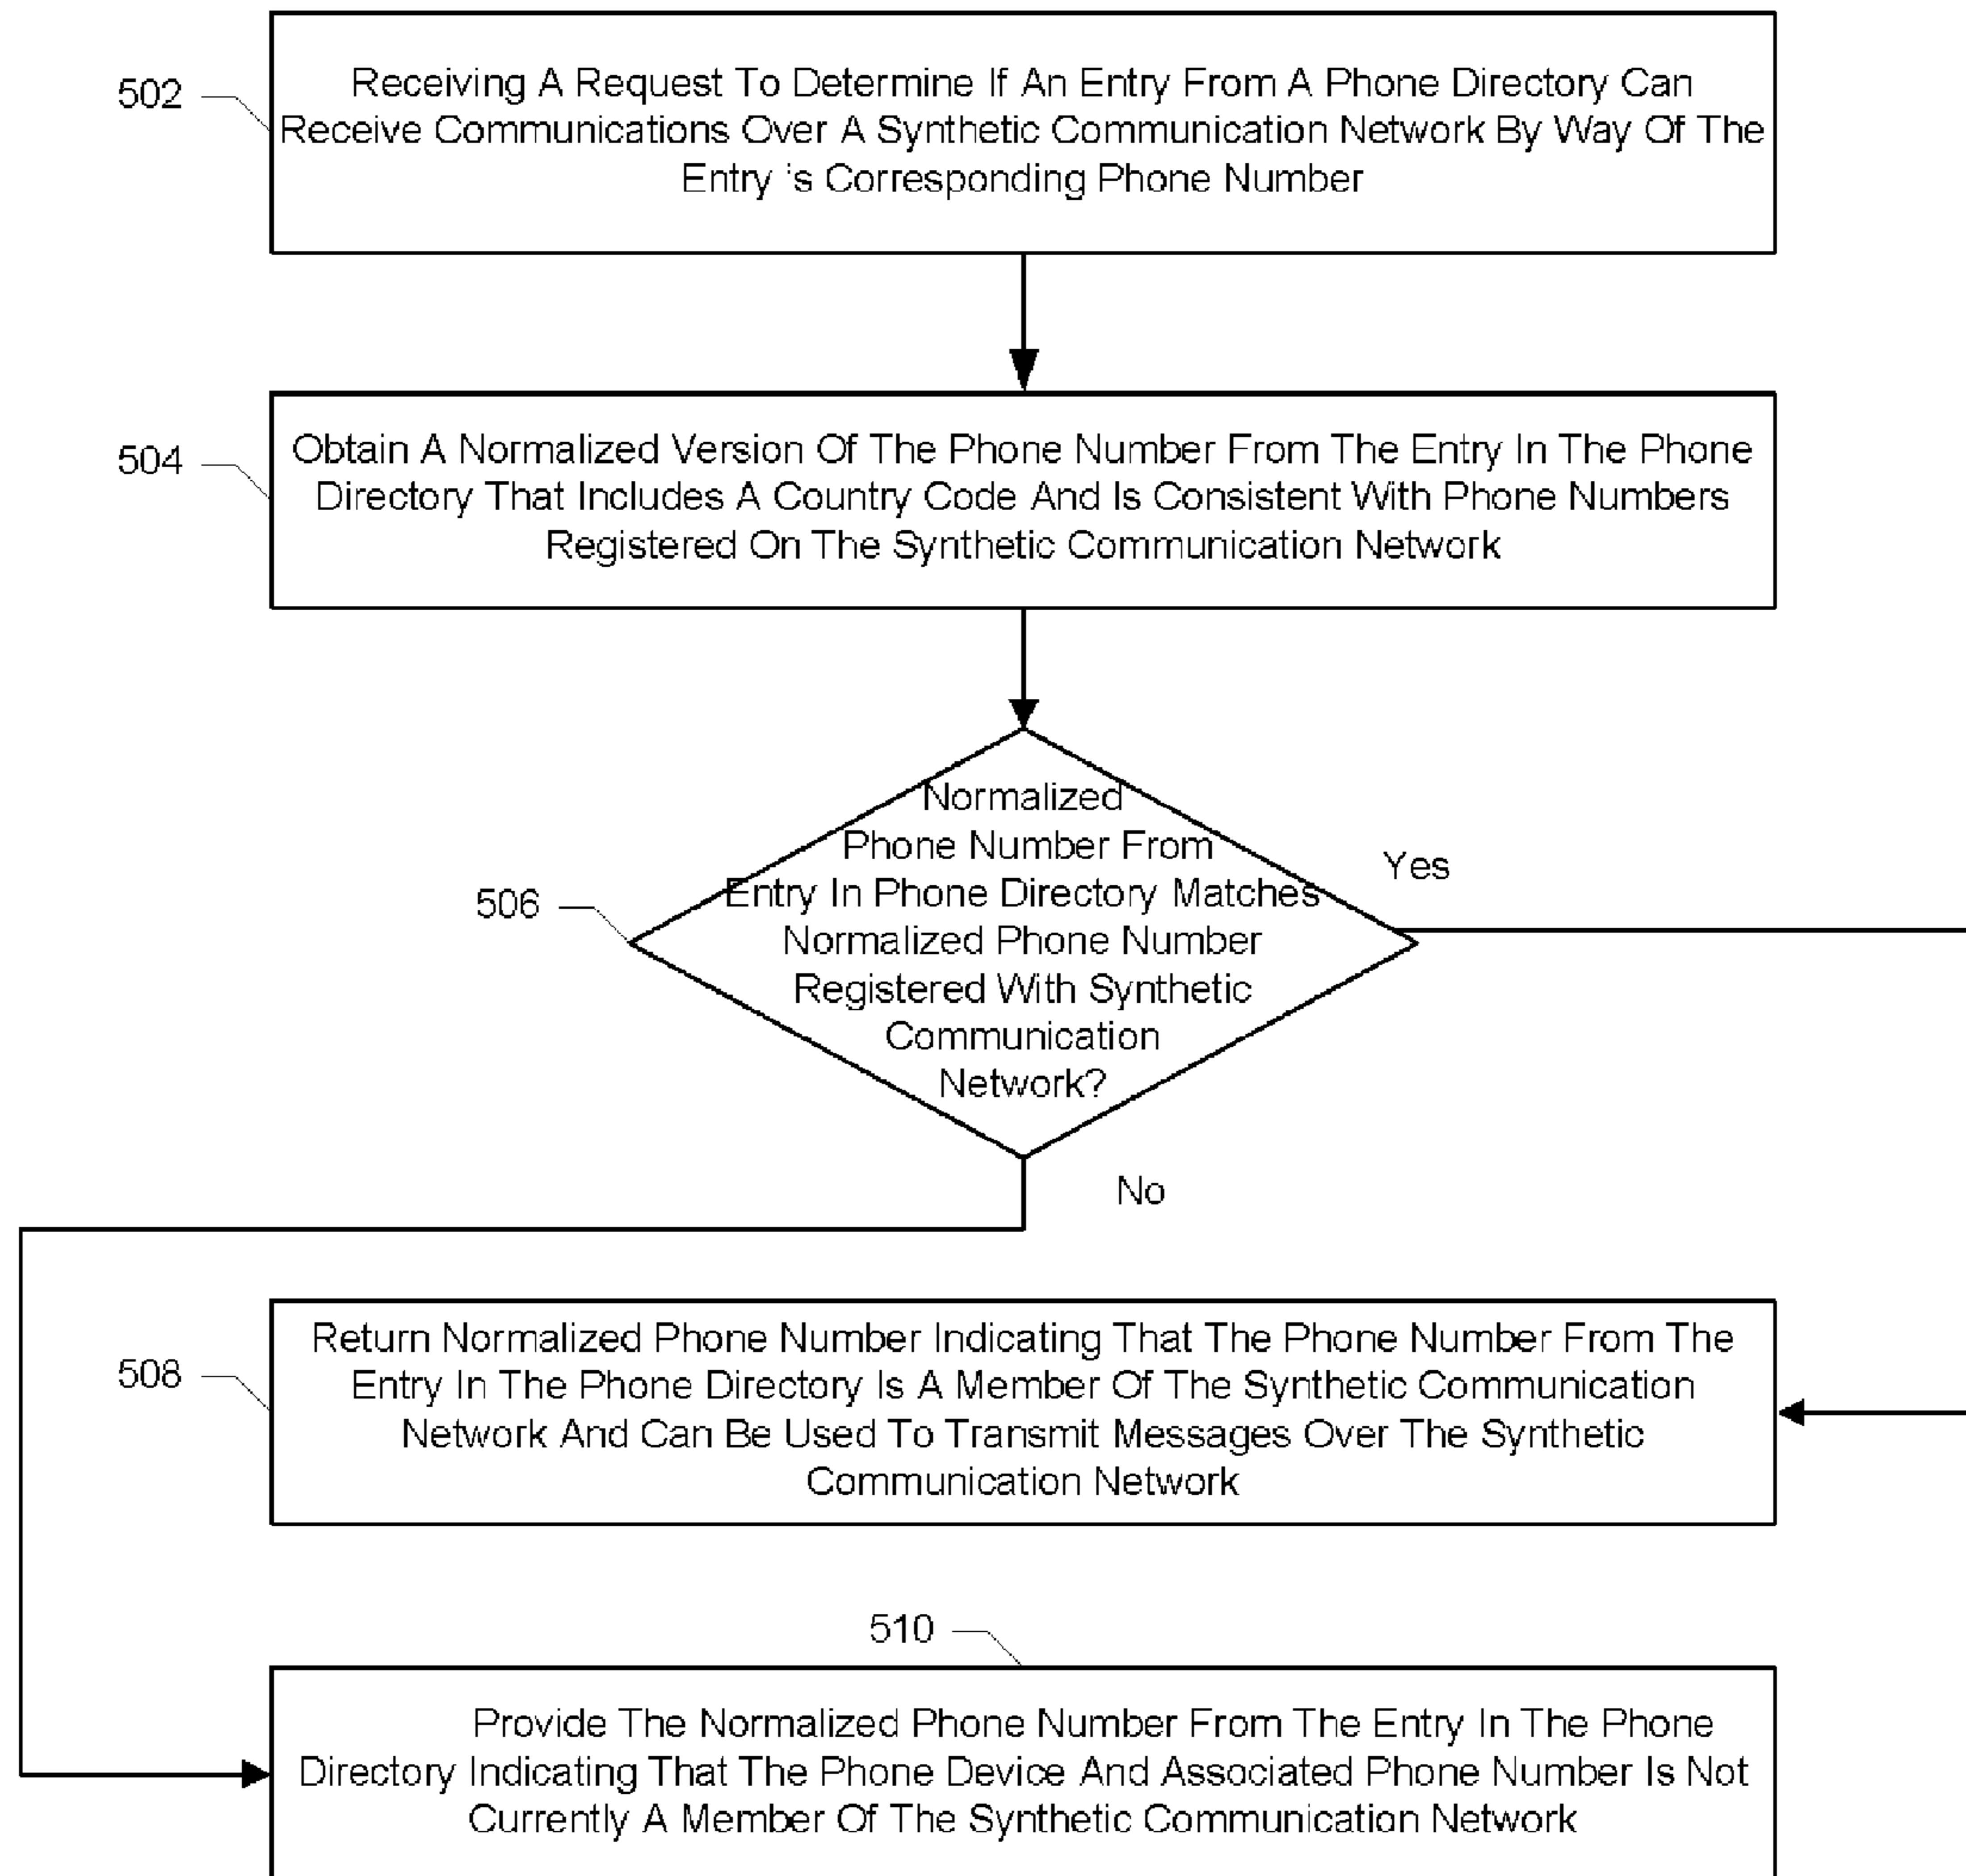 502
Receiving A Request To Determine If An Entry From A Phone Directory Can
Receive Communications Over A Synthetic Communication Network By Way Of The
Entry 's Corresponding Phone Number
504
Obtain A Normalized Version Of The Phone Number From The Entry In The Phone
Directory That Includes A Country Code And Is Consistent With Phone Numbers
Registered On The Synthetic Communication Network
506
Normalized
Phone Number From
Entry In Phone Directory Matches
Normalized Phone Number
Registered With Synthetic
Communication
Network?
Yes
No
508
Return Normalized Phone Number Indicating That The Phone Number From The
Entry In The Phone Directory Is A Member Of The Synthetic Communication
Network And Can Be Used To Transmit Messages Over The Synthetic
Communication Network
510
Provide The Normalized Phone Number From The Entry In The Phone
Directory Indicating That The Phone Device And Associated Phone Number Is Not
Currently A Member Of The Synthetic Communication Network